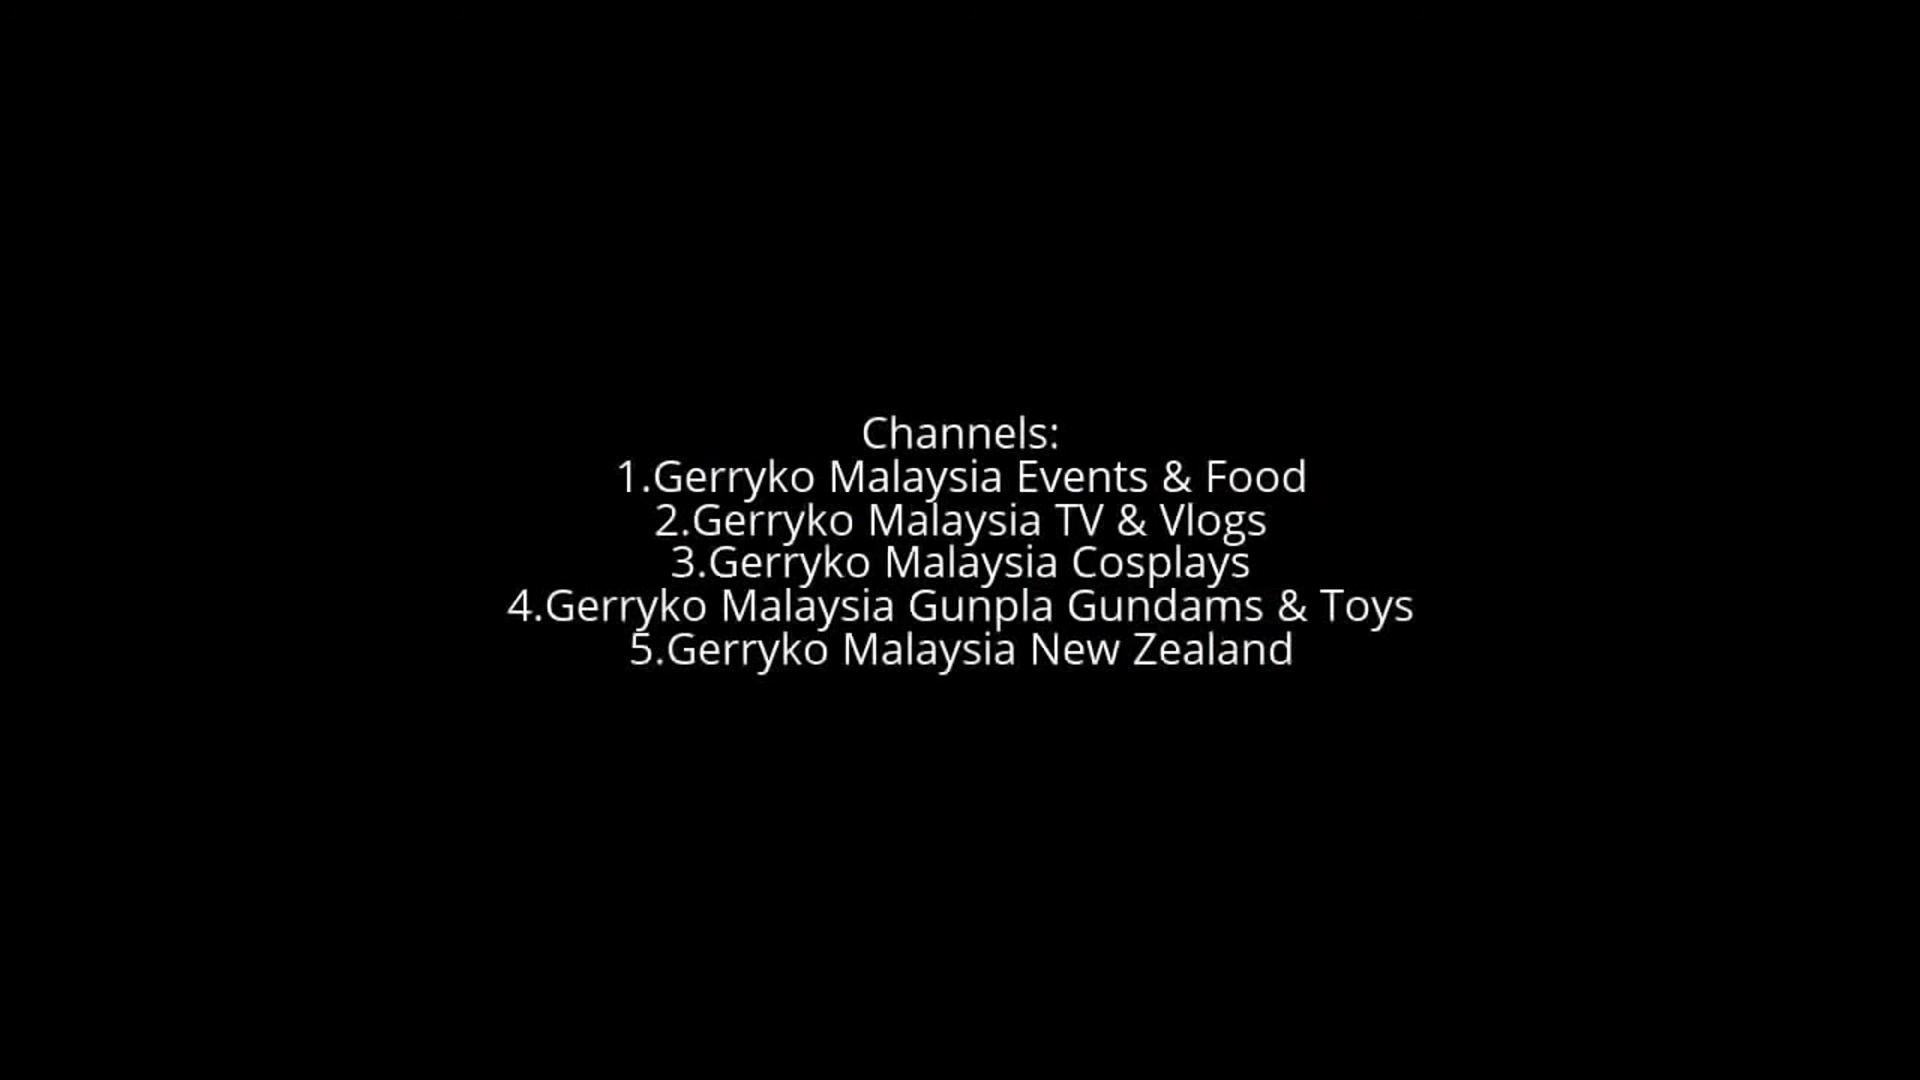 Channels:
1.Gerryko Malaysia Events & Food
2.Gerryko Malaysia TV & Vlogs
3.Gerryko Malaysia Cosplays
4.Gerryko Malaysia Gunpla Gundams & Toys
5.Gerryko Malaysia New Zealand